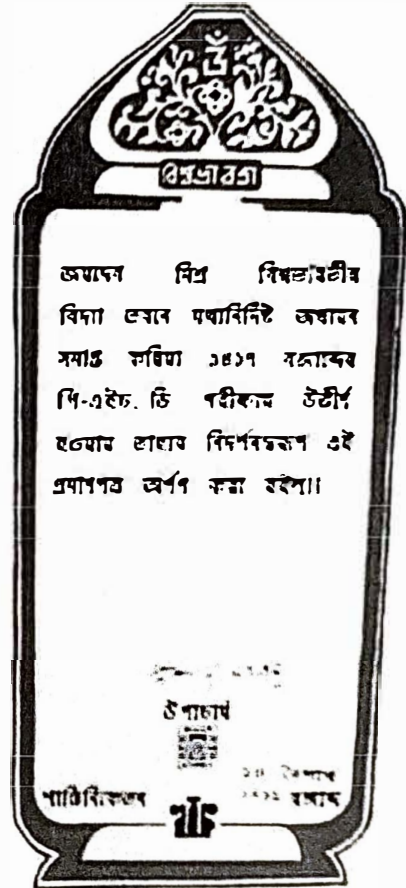 ওঁ
বিশ্বভারতী
জয়দেব মিশ্র বিশ্বভারতীর
বিদ্যা ভবনে যথাবিনির্দিষ্ট অধ্যয়ন
সমাপ্ত করিয়া ১৪১৭ বঙ্গাব্দের
পি-এইচ. ডি পরীক্ষায় উত্তীর্ণ
হওয়ায় তাহার নিদর্শনস্বরূপ এই
প্রমাণপত্র অর্পণ করা হইল।।
উপাচার্য
বৈশাখ
শান্তিনিকেতন বঙ্গাব্দ